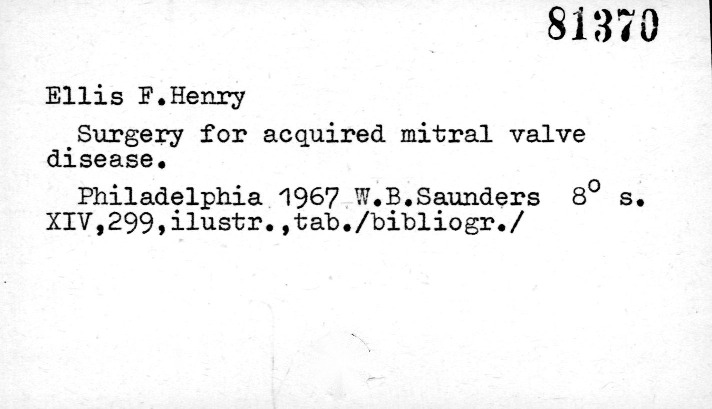 81370
Ellis F.Henry
Surgery for acquired mitral valve
disease.
Philadelphia 1967 W.B.Saunders 8° s.
XIV,299,ilustr.,tab./bibliogr./